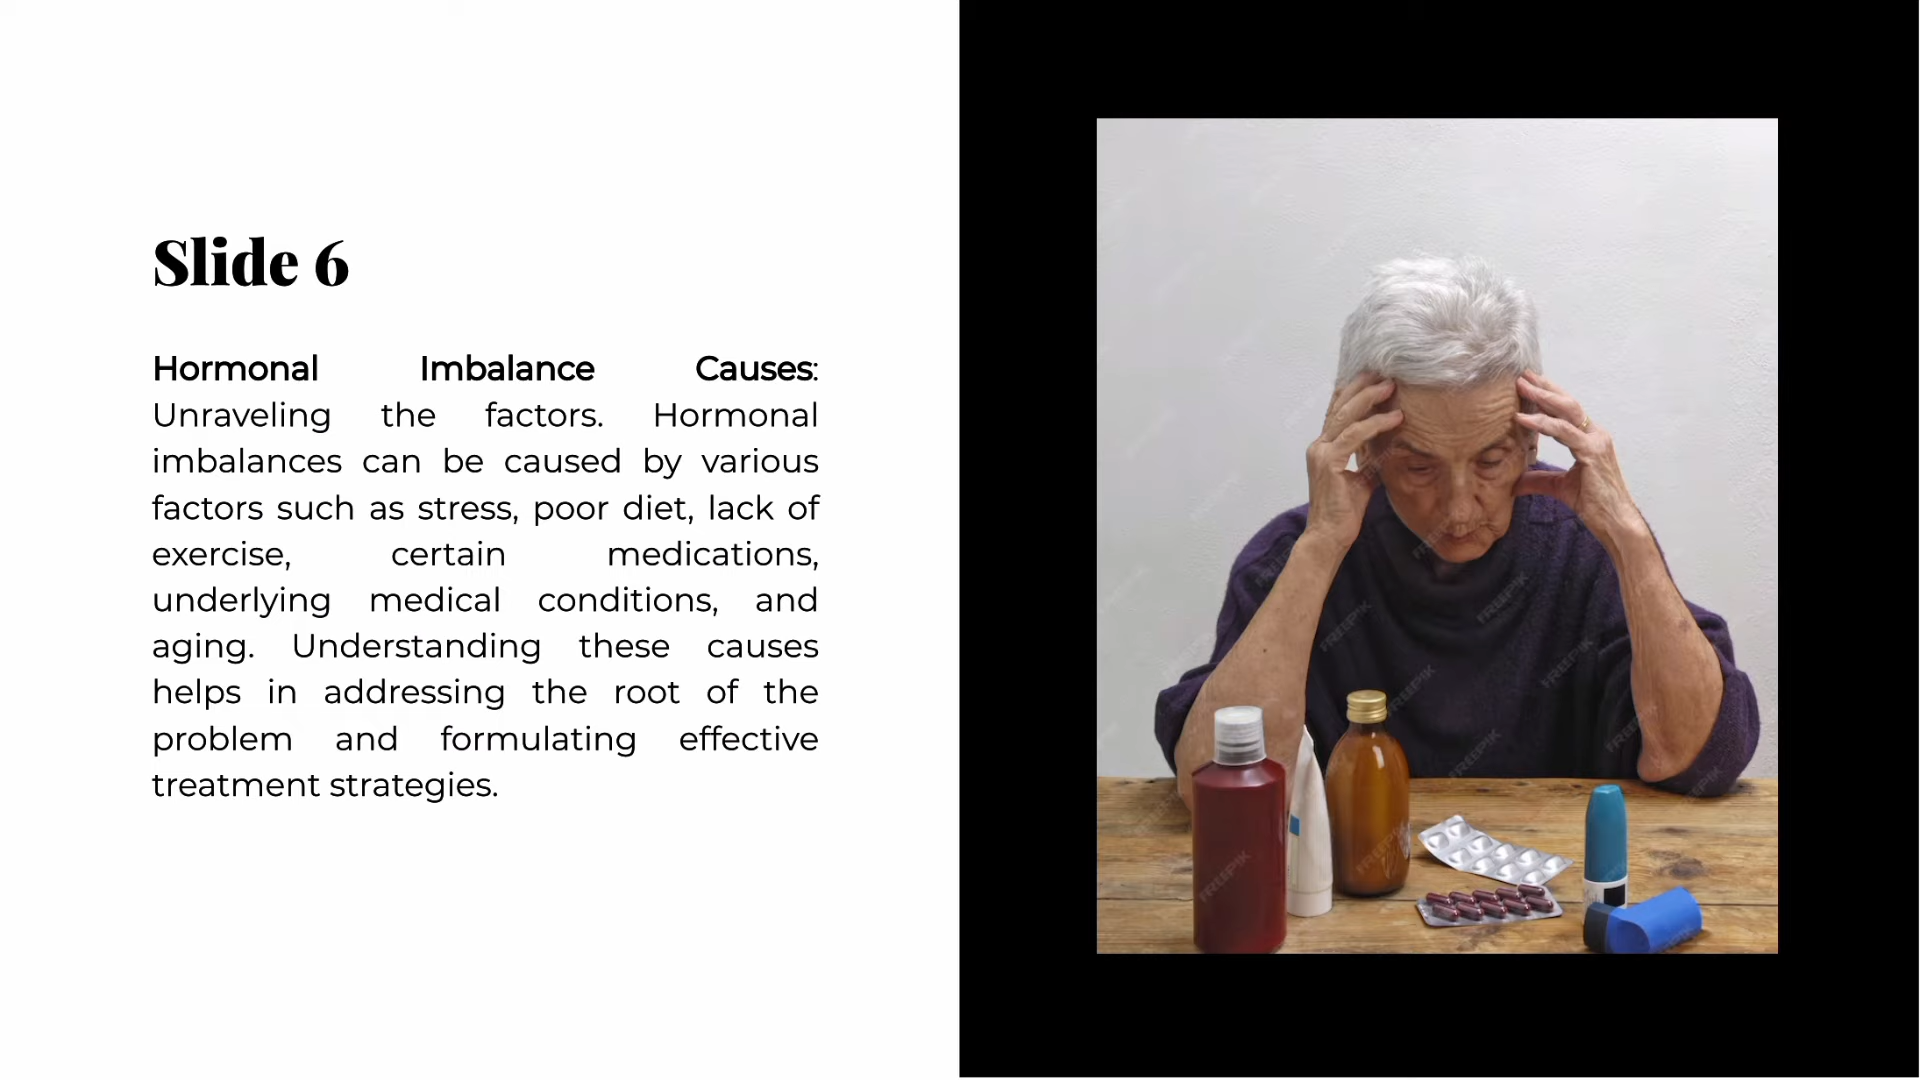 Slide 6
Hormonal Imbalance Causes:
Unraveling the factors. Hormonal
imbalances can be caused by various
factors such as stress, poor diet, lack of
exercise, certain medications,
underlying medical conditions, and
aging. Understanding these causes
helps in addressing the root of the
problem and formulating effective
treatment strategies.
FREEPIK